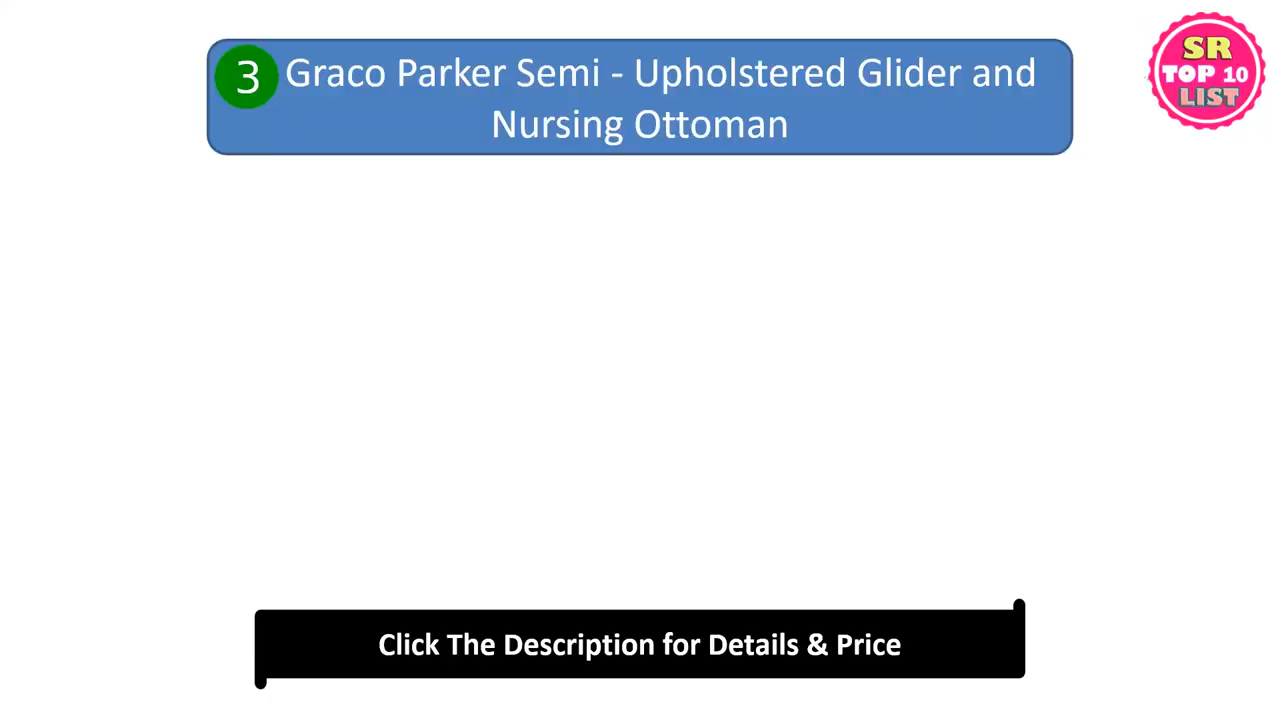 3 Graco Parker Semi - Upholstered Glider and
Nursing Ottoman
SR
TOP 10
LIST
Click The Description for Details & Price